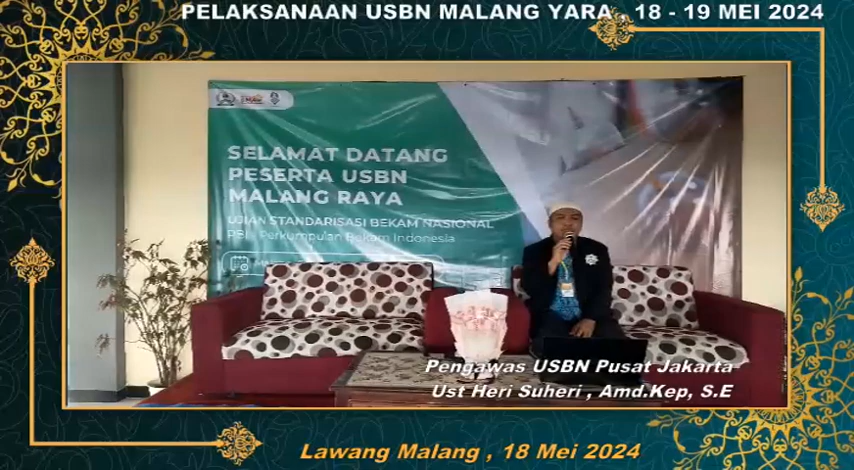 PELAKSANAAN USBN MALANG YARA , 18 - 19 MEI 2024
SELAMAT DATANG
PESERTA USBN
MALANG RAYA
UJIAN STANDARISASI BEKAM NASIONAL
PBI - Perkumpulan Bekam Indonesia
Pengawas USBN Pusat Jakarta
Ust Heri Suheri , Amd.Kep, S.E
Lawang Malang , 18 Mei 2024